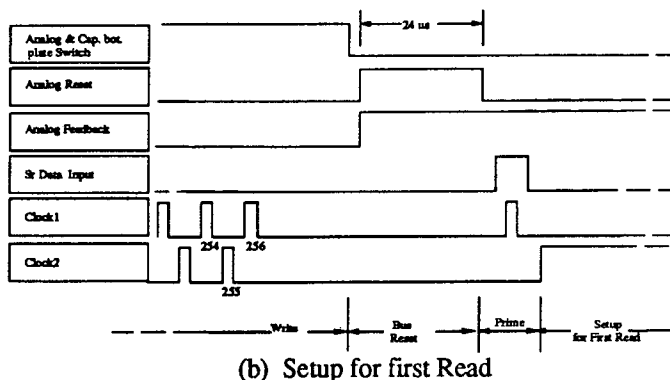 Analog & Cap. bot.
plate Switch
24 us
Analog Reset
Analog Feedback
Sr Data Input
Clock1
254
256
Clock2
255
Write
Bus
Reset
Prime
Setup
for First Read
(b) Setup for first Read